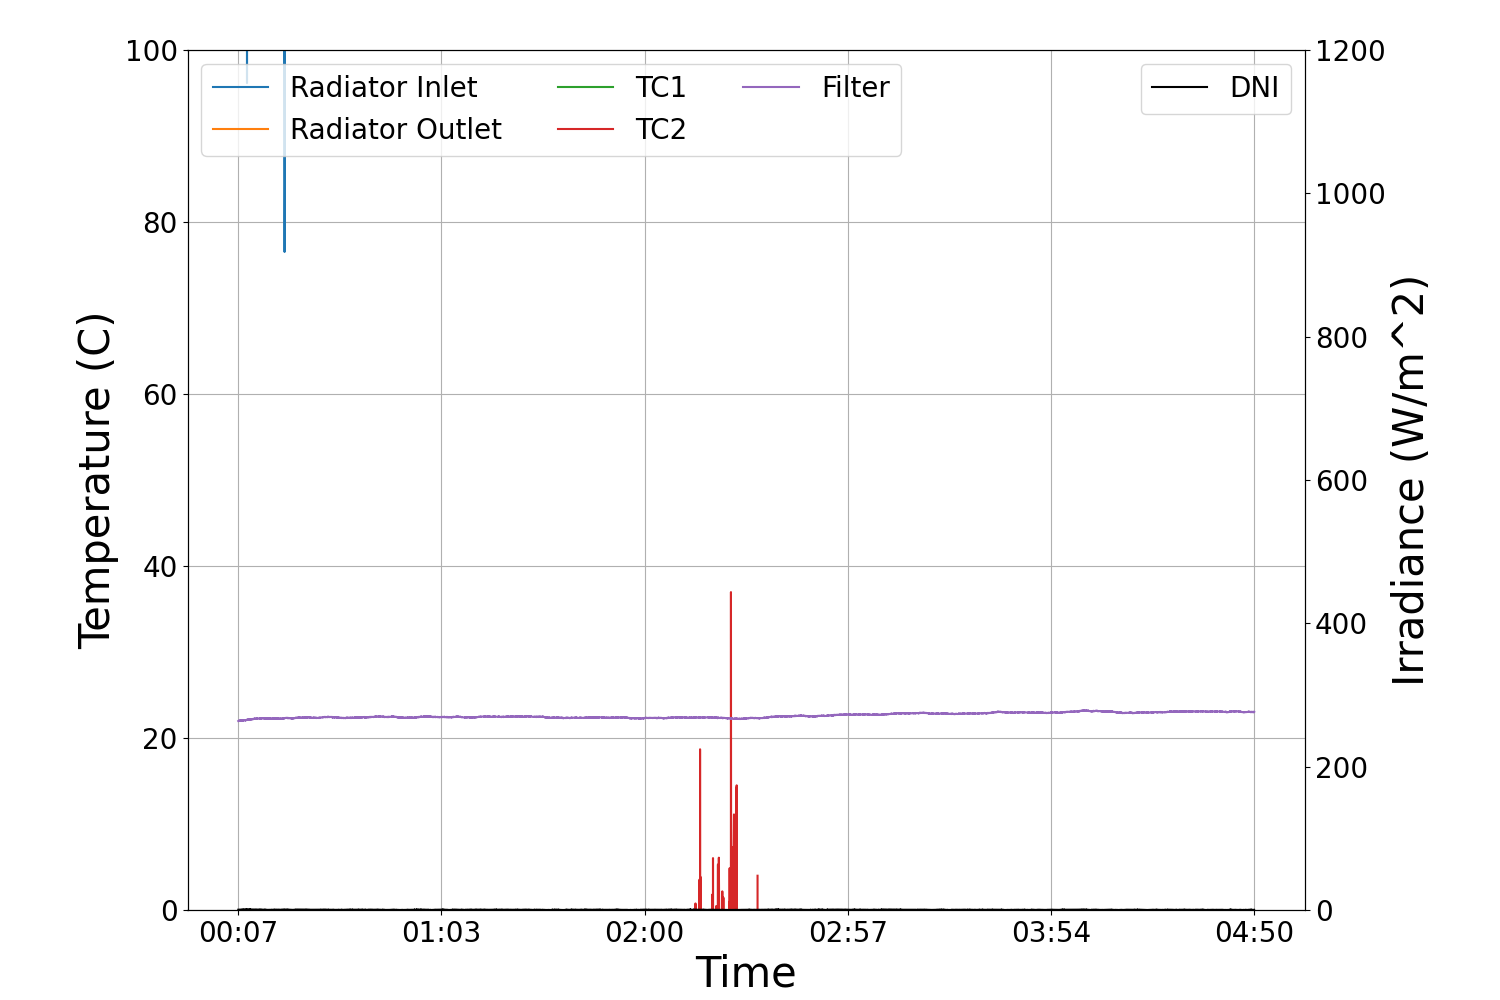 100
80
60
40
20
0
Temperature (C)
Radiator Inlet
Radiator Outlet
TC1
TC2
Filter
DNI
1200
1000
800
600
400
200
0
Irradiance (W/m^2)
00:07 01:03 02:00 02:57 03:54 04:50
Time